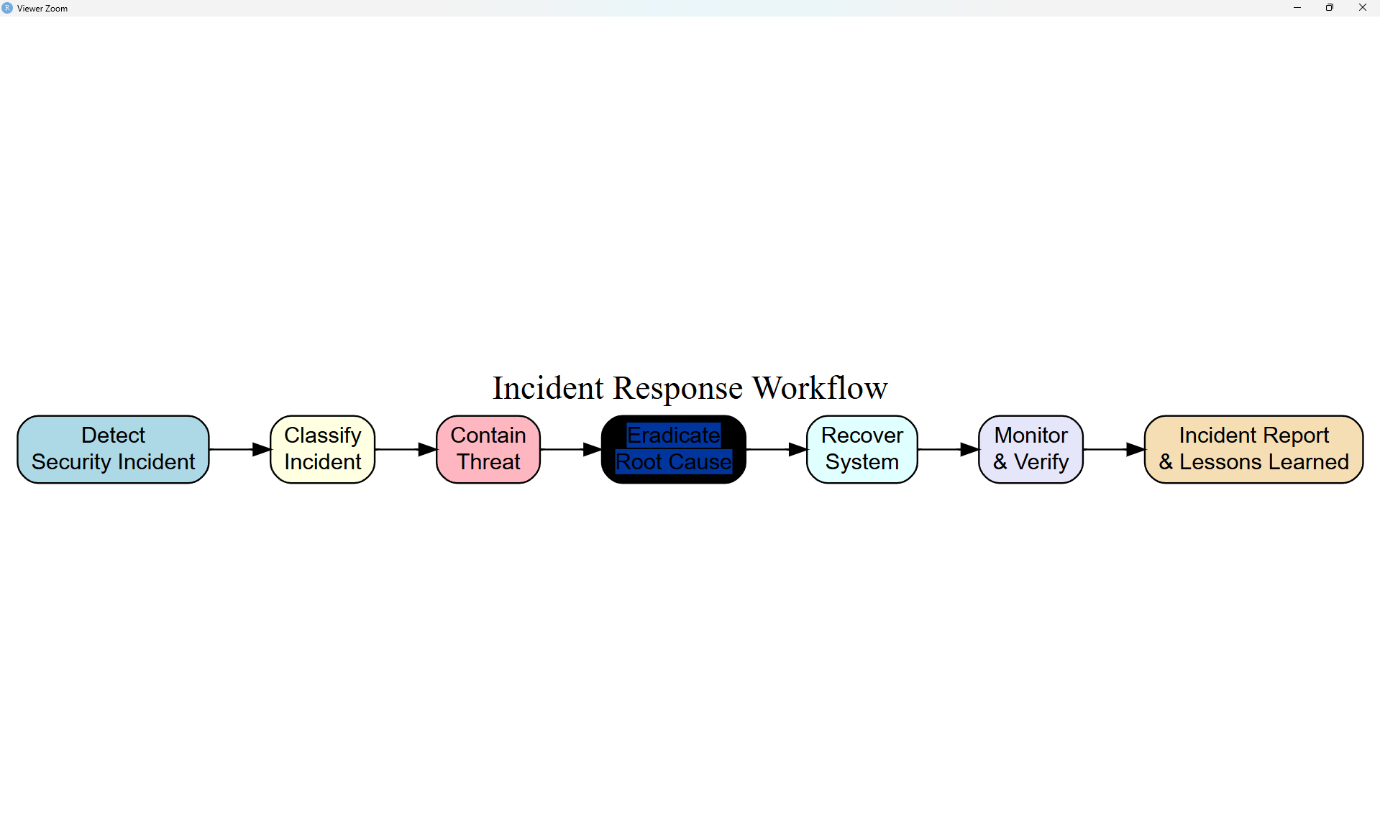 Viewer Zoom
Incident Response Workflow
Detect
Security Incident
Classify
Incident
Contain
Threat
Eradicate
Root Cause
Recover
System
Monitor
& Verify
Incident Report
& Lessons Learned